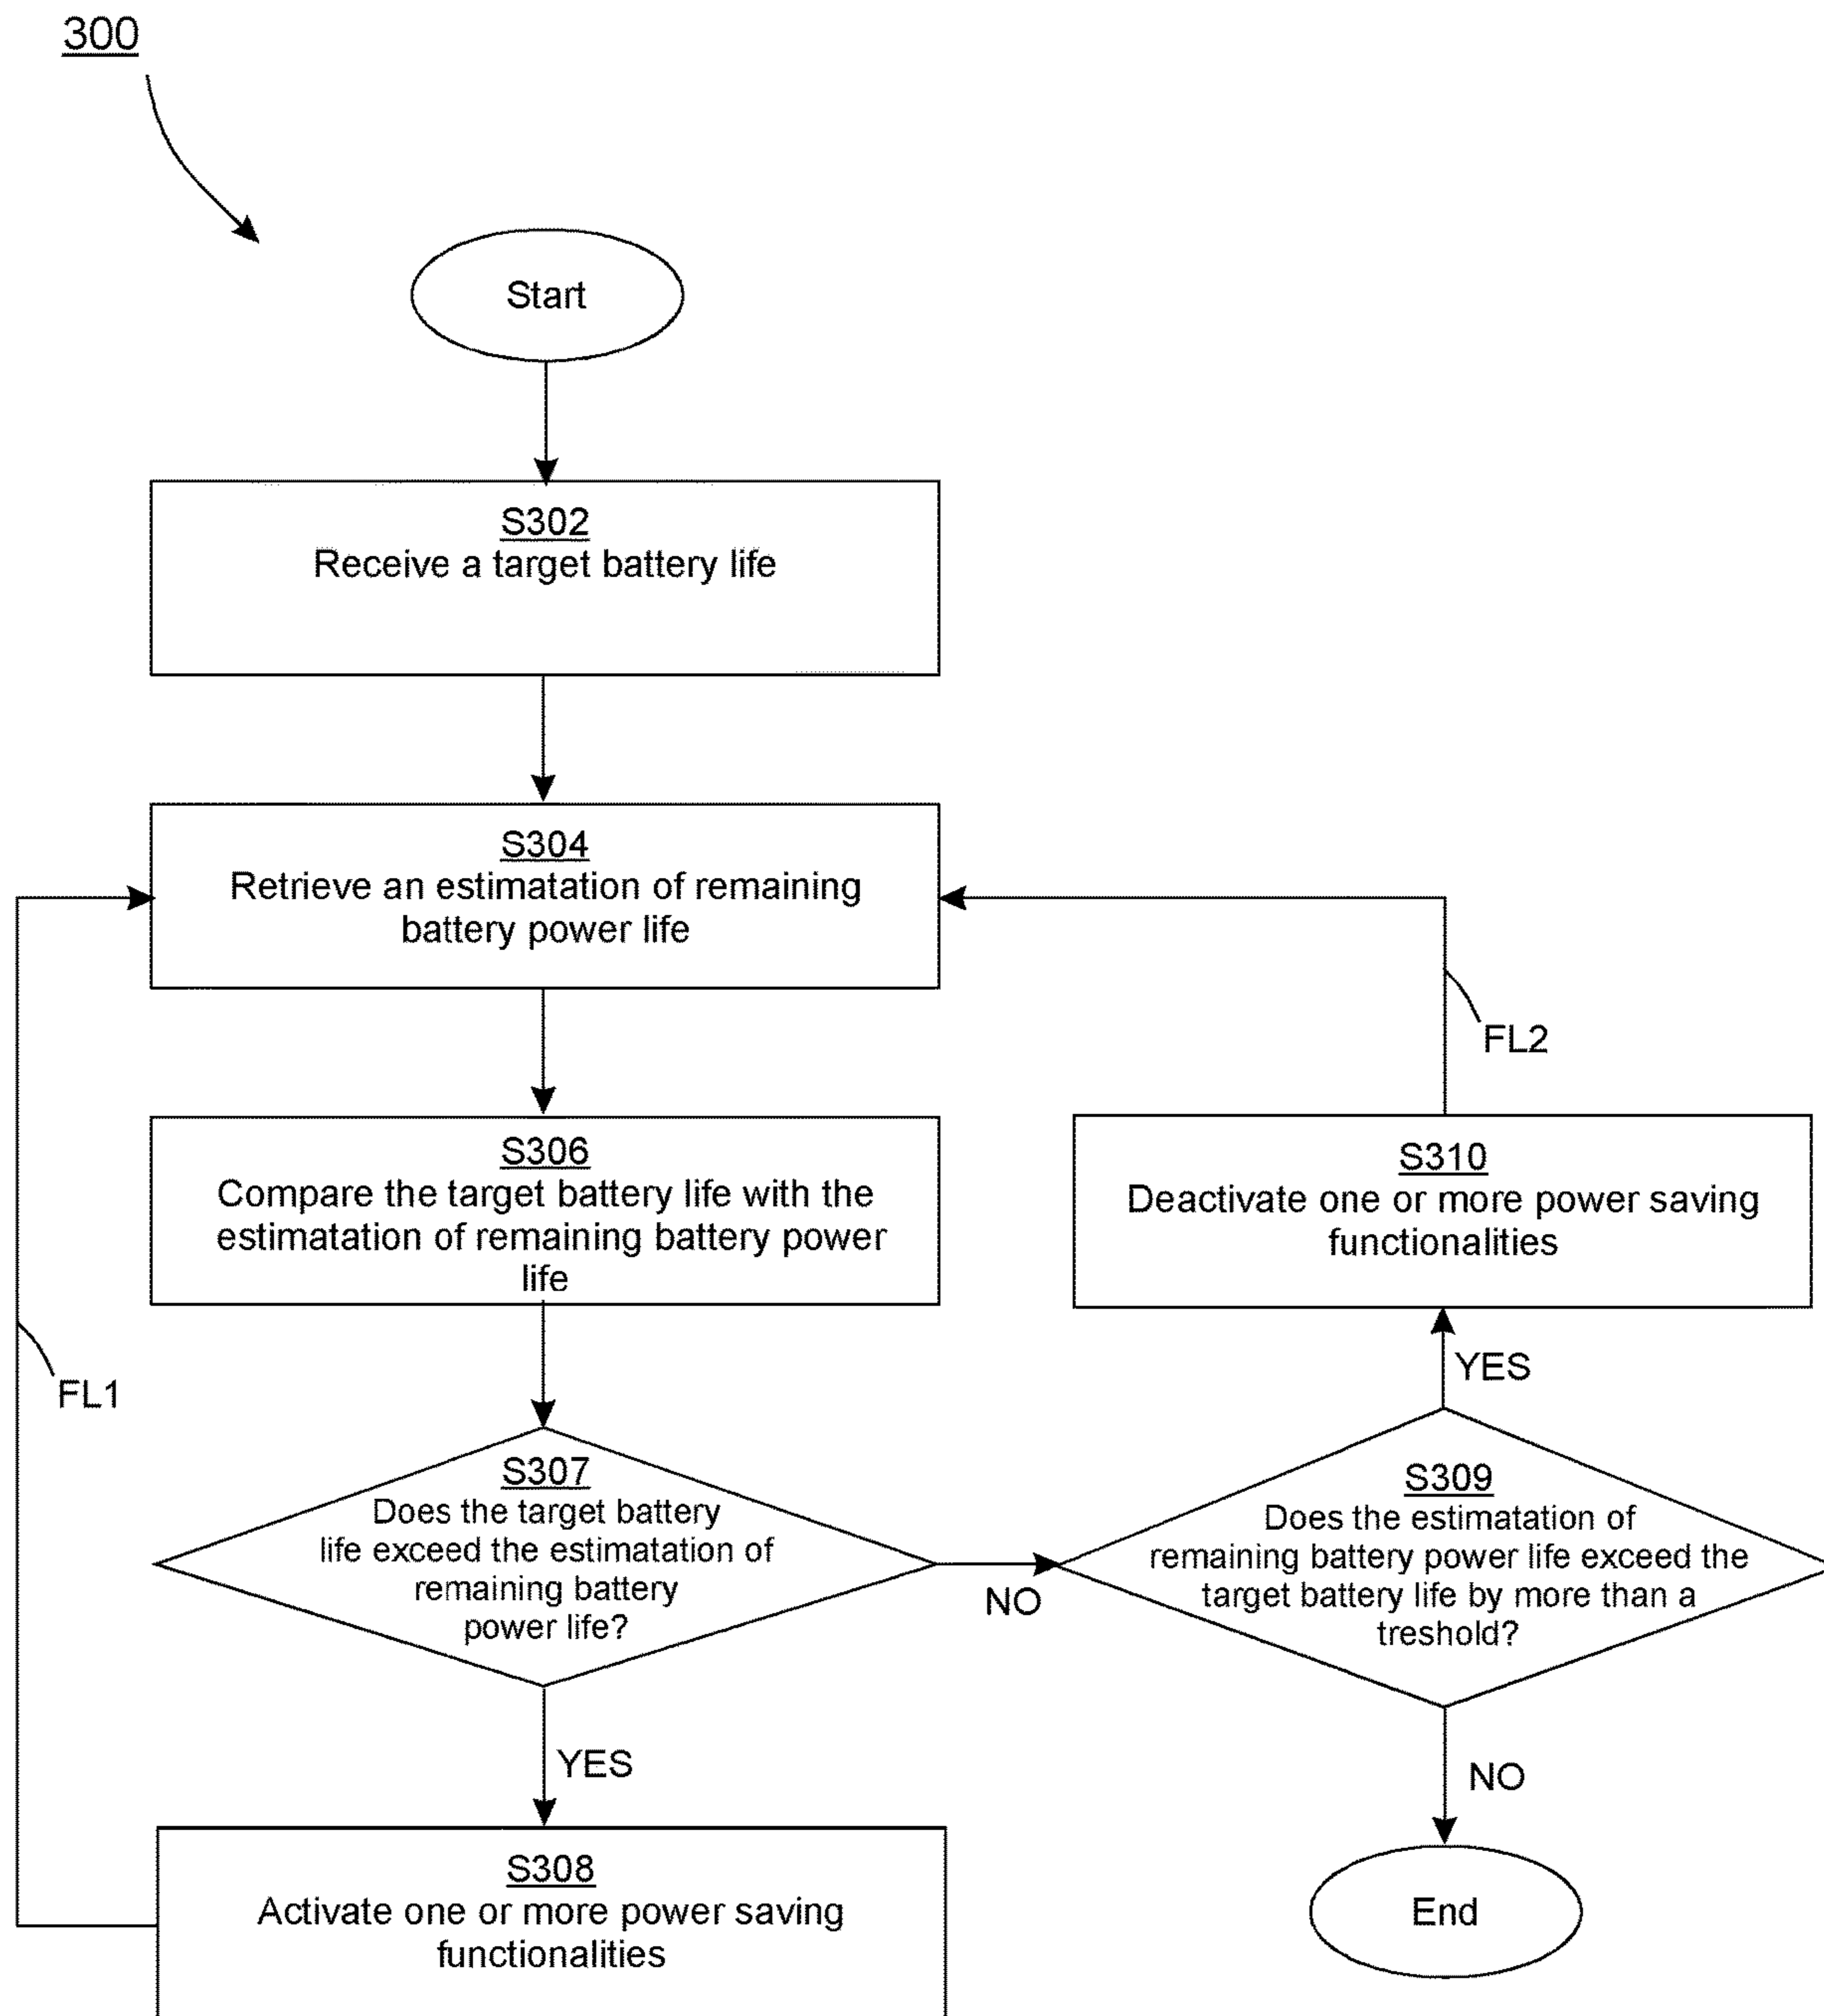 300
Start
S302
Receive a target battery life
S304
Retrieve an estimatation of remaining
battery power life
S306
Compare the target battery life with the
estimatation of remaining battery power
life
S307
Does the target battery
life exceed the estimatation of
remaining battery
power life?
YES
NO
S308
Activate one or more power saving
functionalities
FL1
S309
Does the estimatation of
remaining battery power life exceed the
target battery life by more than a
treshold?
YES
NO
S310
Deactivate one or more power saving
functionalities
FL2
End